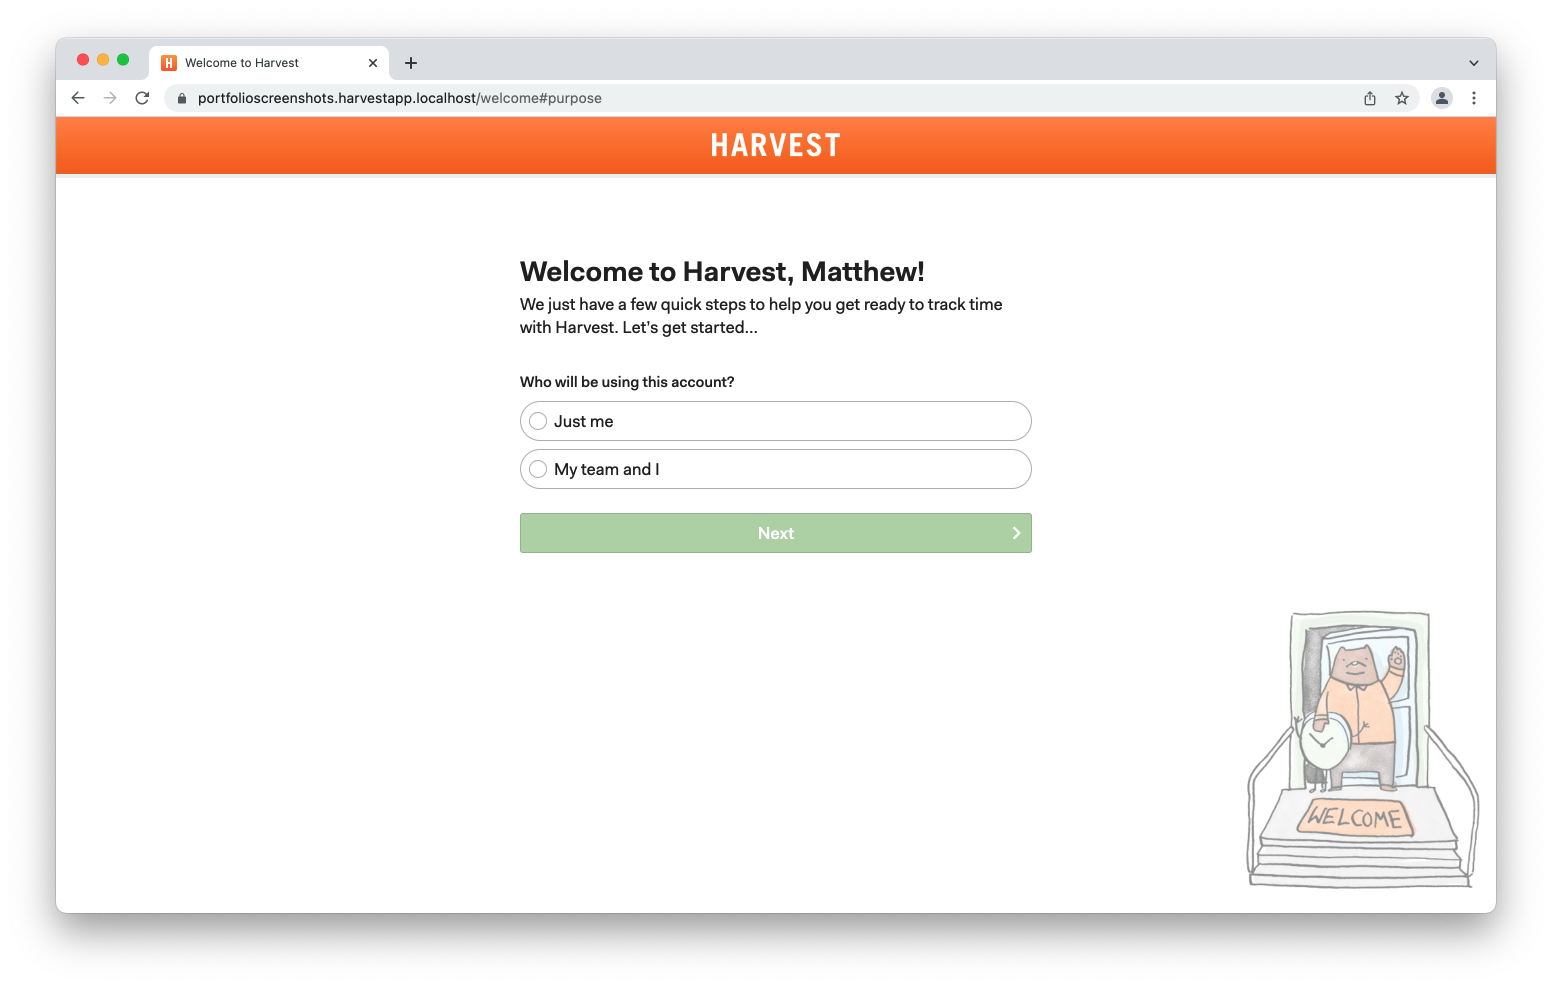 Welcome to Harvest
portfolioscreenshots.harvestapp.localhost/welcome#purpose
HARVEST
Welcome to Harvest, Matthew!
We just have a few quick steps to help you get ready to track time
with Harvest. Let's get started...
Who will be using this account?
Just me
My team and I
Next
WELCOME